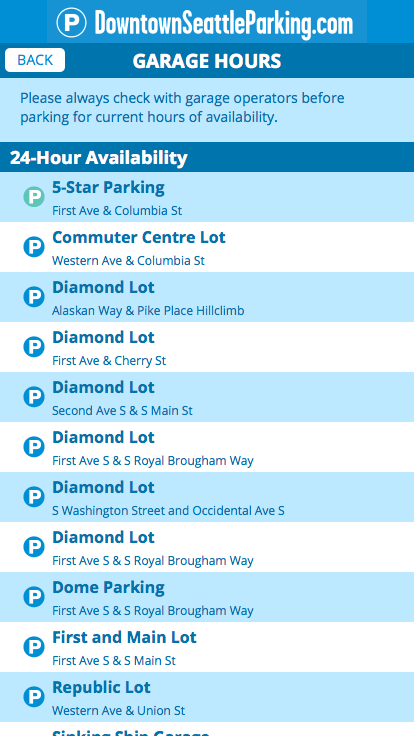 P DowntownSeattleParking.com
BACK
GARAGE HOURS
Please always check with garage operators before
parking for current hours of availability.
24-Hour Availability
P
5-Star Parking
First Ave & Columbia St
P
Commuter Centre Lot
Western Ave & Columbia St
P
Diamond Lot
Alaskan Way & Pike Place Hillclimb
P
Diamond Lot
First Ave & Cherry St
P
Diamond Lot
Second Ave S & S Main St
P
Diamond Lot
First Ave S & S Royal Brougham Way
P
Diamond Lot
S Washington Street and Occidental Ave S
P
Diamond Lot
First Ave S & S Royal Brougham Way
P
Dome Parking
First Ave S & S Royal Brougham Way
P
First and Main Lot
First Ave S & S Main St
P
Republic Lot
Western Ave & Union St
Sinking Ship Garage